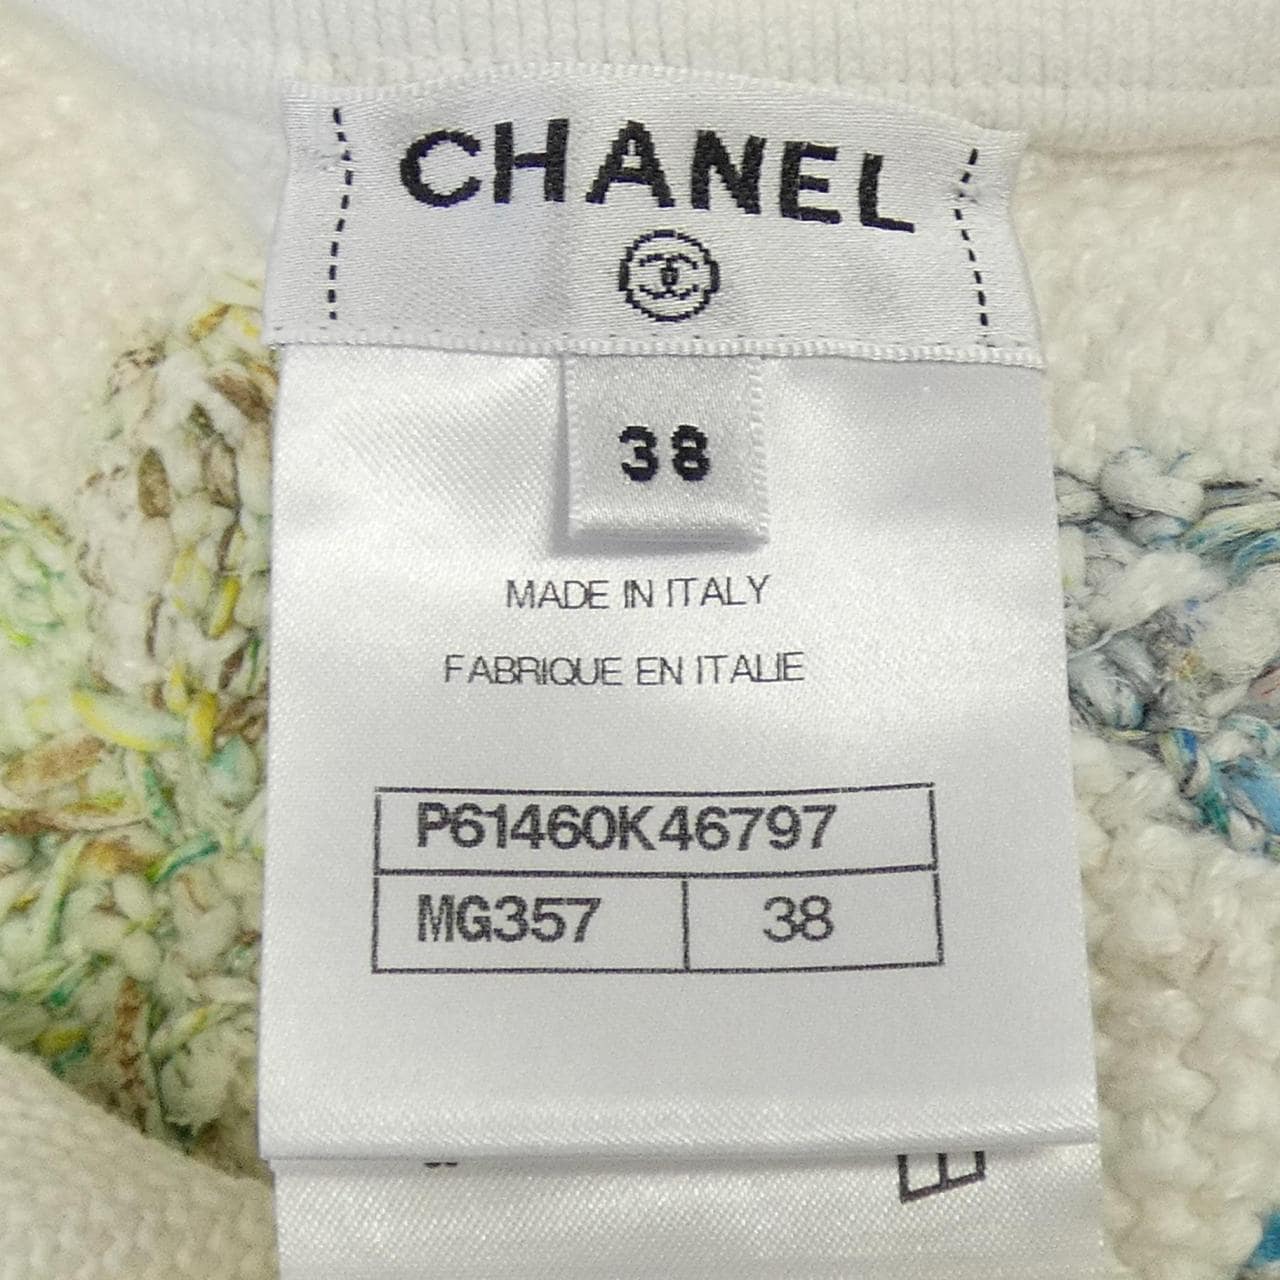 CHANEL
38
MADE IN ITALY
FABRIQUE EN ITALIE
P61460K46797
MG357 38